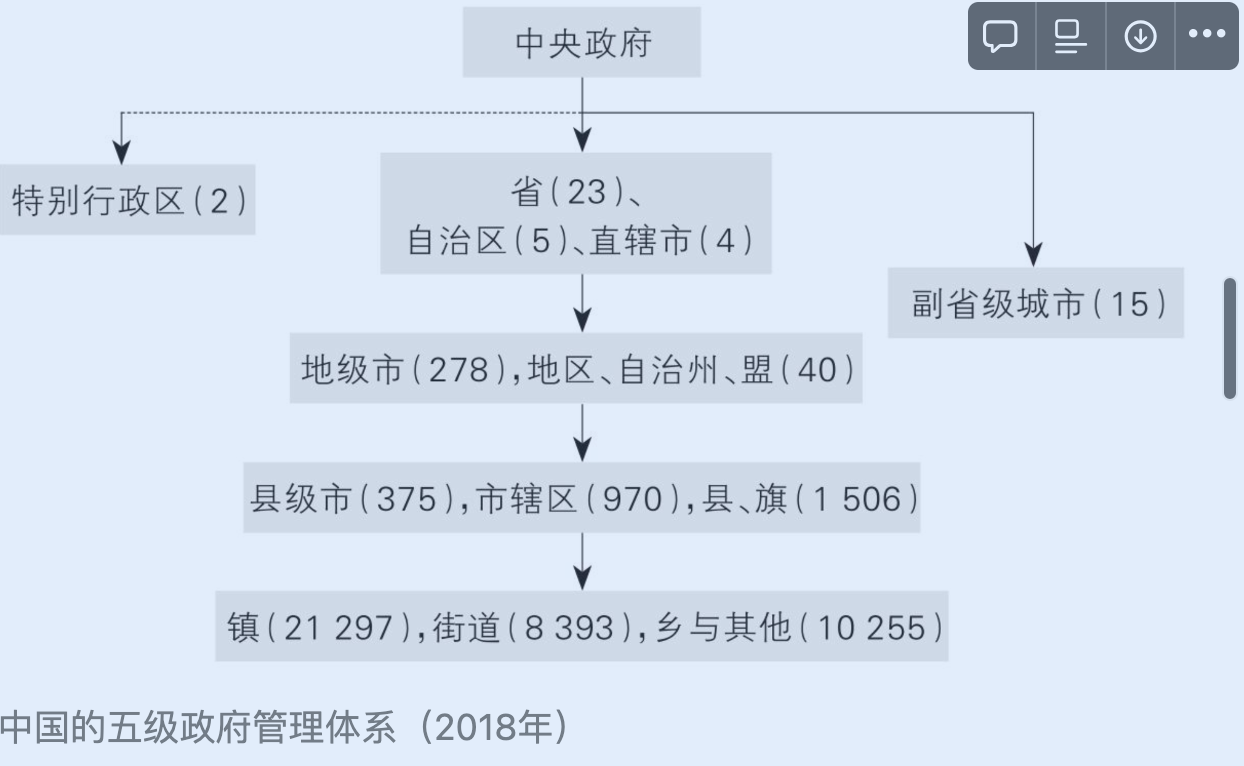 中央政府
特别行政区(2)
省(23)、
自治区(5)、直辖市(4)
副省级城市(15)
地级市(278),地区、自治州、盟(40)
县级市(375),市辖区(970),县、旗(1 506)
镇(21 297),街道(8 393),乡与其他(10 255)
中国的五级政府管理体系（2018年）